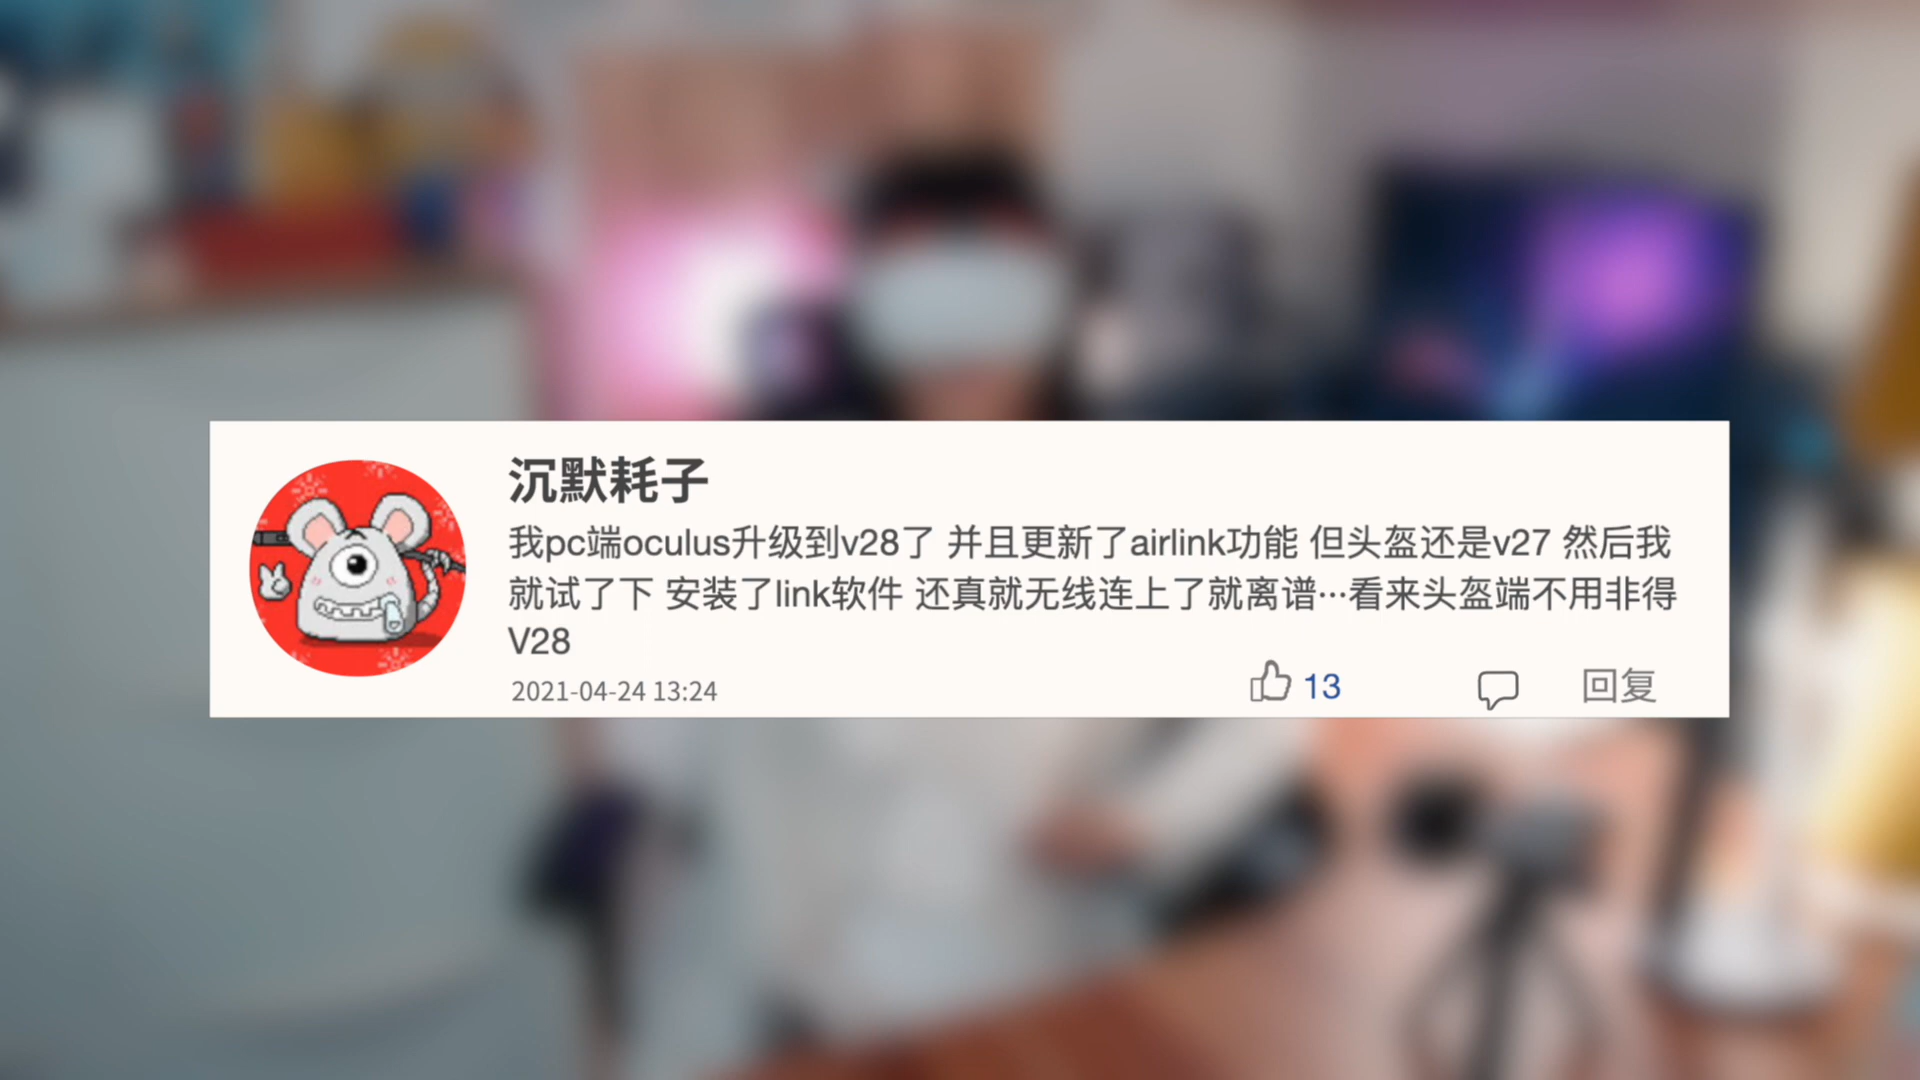 沉默耗子
我pc端oculus升级到v28了 并且更新了airlink功能 但头盔还是v27 然后我
就试了下 安装了link软件 还真就无线连上了就离谱···看来头盔端不用非得
V28
2021-04-24 13:24
13
回复